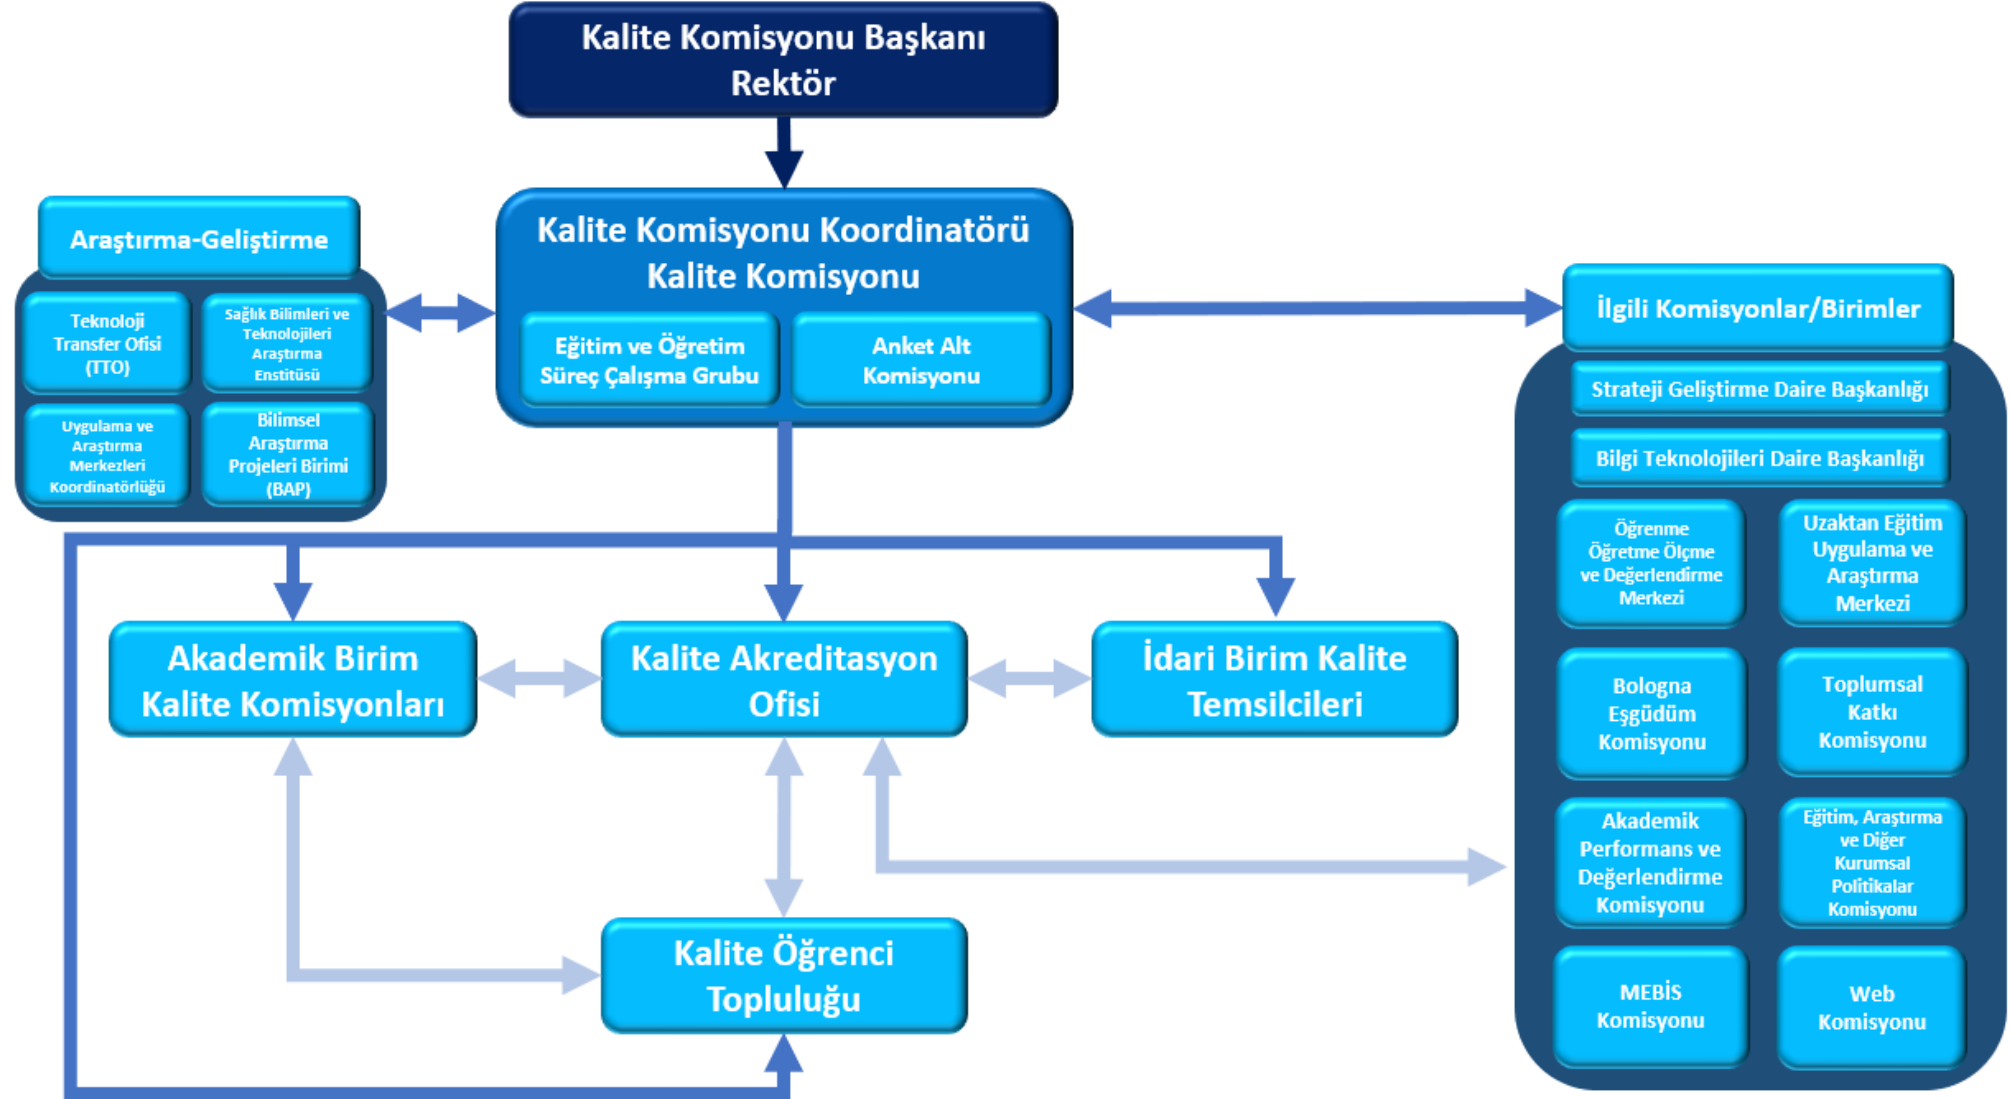 Kalite Komisyonu Başkanı
Rektör
Kalite Komisyonu Koordinatörü
Kalite Komisyonu
Eğitim ve Öğretim
Süreç Çalışma Grubu
Anket Alt
Komisyonu
Araştırma-Geliştirme
Teknoloji
Transfer Ofisi
(TTO)
Sağlık Bilimleri ve
Teknolojileri
Araştırma
Enstitüsü
Uygulama ve
Araştırma
Merkezleri
Koordinatörlüğü
Bilimsel
Araştırma
Projeleri Birimi
(BAP)
İlgili Komisyonlar/Birimler
Strateji Geliştirme Daire Başkanlığı
Bilgi Teknolojileri Daire Başkanlığı
Öğrenme
Öğretme Ölçme
ve Değerlendirme
Merkezi
Uzaktan Eğitim
Uygulama ve
Araştırma
Merkezi
Bologna
Eşgüdüm
Komisyonu
Toplumsal
Katkı
Komisyonu
Akademik
Performans ve
Değerlendirme
Komisyonu
Eğitim, Araştırma
ve Diğer
Kurumsal
Politikalar
Komisyonu
MEBİS
Komisyonu
Web
Komisyonu
Akademik Birim
Kalite Komisyonları
Kalite Akreditasyon
Ofisi
İdari Birim Kalite
Temsilcileri
Kalite Öğrenci
Topluluğu